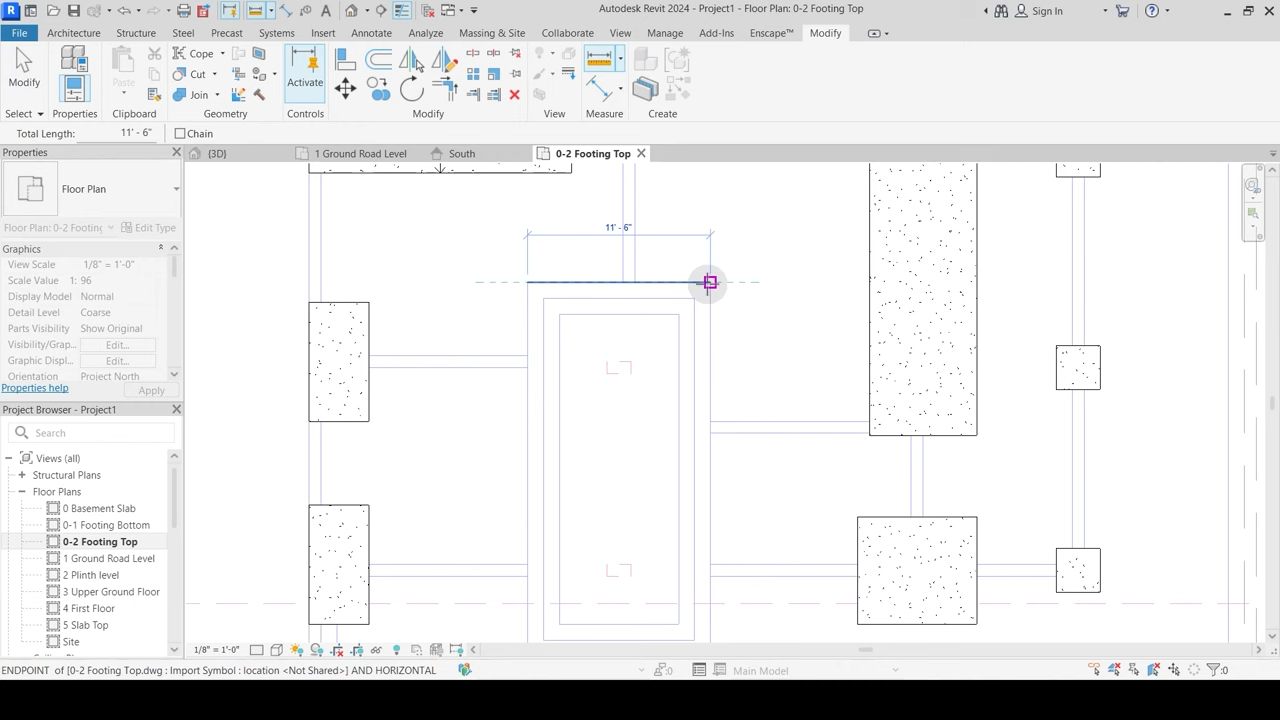 R Autodesk Revit 2024 - Project1 - Floor Plan: 0-2 Footing Top Sign In
File Architecture Structure Steel Precast Systems Insert Annotate Analyze Massing & Site Collaborate View Manage Add-Ins Enscape™ Modify
Modify Paste Cope Cut Join Activate
Select Properties Clipboard Geometry Controls Modify View Measure Create
Total Length: 11' - 6" Chain
Properties {3D} 1 Ground Road Level South 0-2 Footing Top
Floor Plan
Floor Plan: 0-2 Footing Edit Type
Graphics
View Scale 1/8" = 1'-0"
Scale Value 1: 96
Display Model Normal
Detail Level Coarse
Parts Visibility Show Original
Visibility/Grap... Edit...
Graphic Displ... Edit...
Orientation Project North
Properties help Apply
Project Browser - Project1
Search
Views (all)
Structural Plans
Floor Plans
0 Basement Slab
0-1 Footing Bottom
0-2 Footing Top
1 Ground Road Level
2 Plinth level
3 Upper Ground Floor
4 First Floor
5 Slab Top
Site
11' - 6"
1/8" = 1'-0"
ENDPOINT of [0-2 Footing Top.dwg : Import Symbol : location <Not Shared>] AND HORIZONTAL :0 Main Model :0